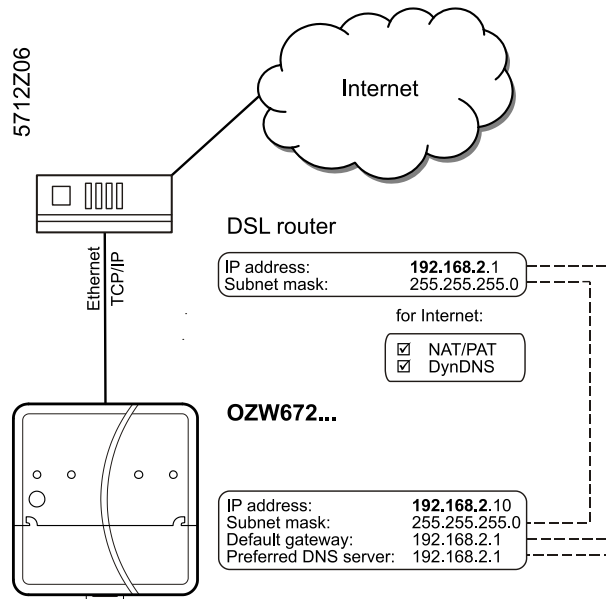 5712Z06
Internet
DSL router
Ethernet
TCP/IP
IP address: 192.168.2.1
Subnet mask: 255.255.255.0
for Internet:
☑ NAT/PAT
☑ DynDNS
OZW672...
IP address: 192.168.2.10
Subnet mask: 255.255.255.0
Default gateway: 192.168.2.1
Preferred DNS server: 192.168.2.1